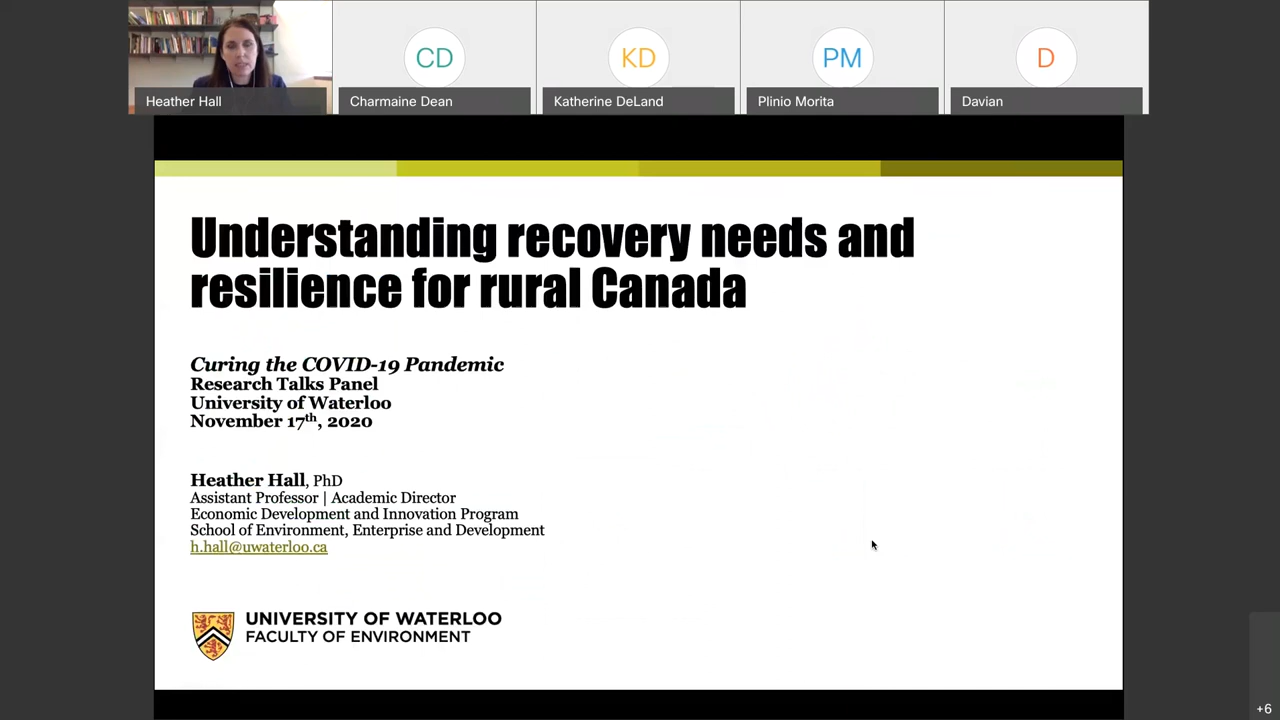 CD
KD
PM
D
Heather Hall
Charmaine Dean
Katherine DeLand
Plinio Morita
Davian
Understanding recovery needs and
resilience for rural Canada
Curing the COVID-19 Pandemic
Research Talks Panel
University of Waterloo
November 17th, 2020
Heather Hall, PhD
Assistant Professor | Academic Director
Economic Development and Innovation Program
School of Environment, Enterprise and Development
h.hall@uwaterloo.ca
UNIVERSITY OF WATERLOO
FACULTY OF ENVIRONMENT
+6